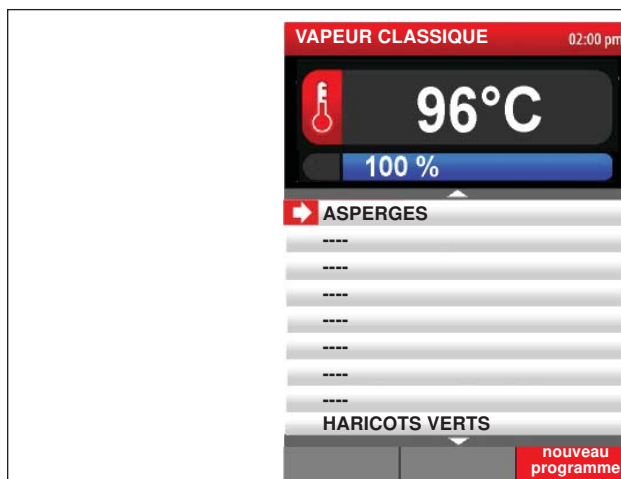 VAPEUR CLASSIQUE 02:00 pm
96°C
100 %
ASPERGES
----
----
----
----
----
----
----
HARICOTS VERTS
nouveau
programme